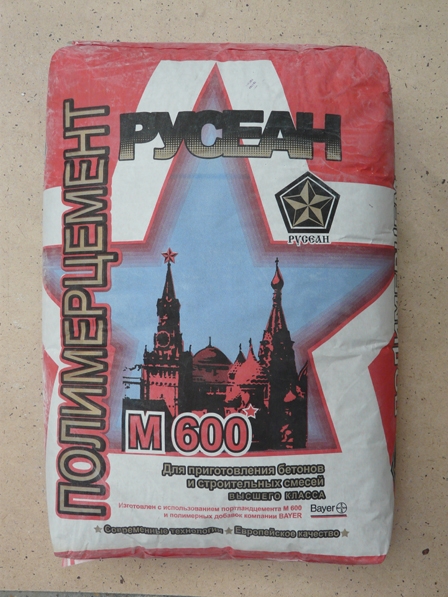 РУСЕАН
ПОЛИМЕРЦЕМЕНТ
РУСЕАН
М 600
Для приготовления бетонов
и строительных смесей
ВЫСШЕГО КЛАССА
Изготовлен с использованием портландцемента М 600
и полимерных добавок компании BAYER
Bayer
BAYER
Современные технологии Европейское качество